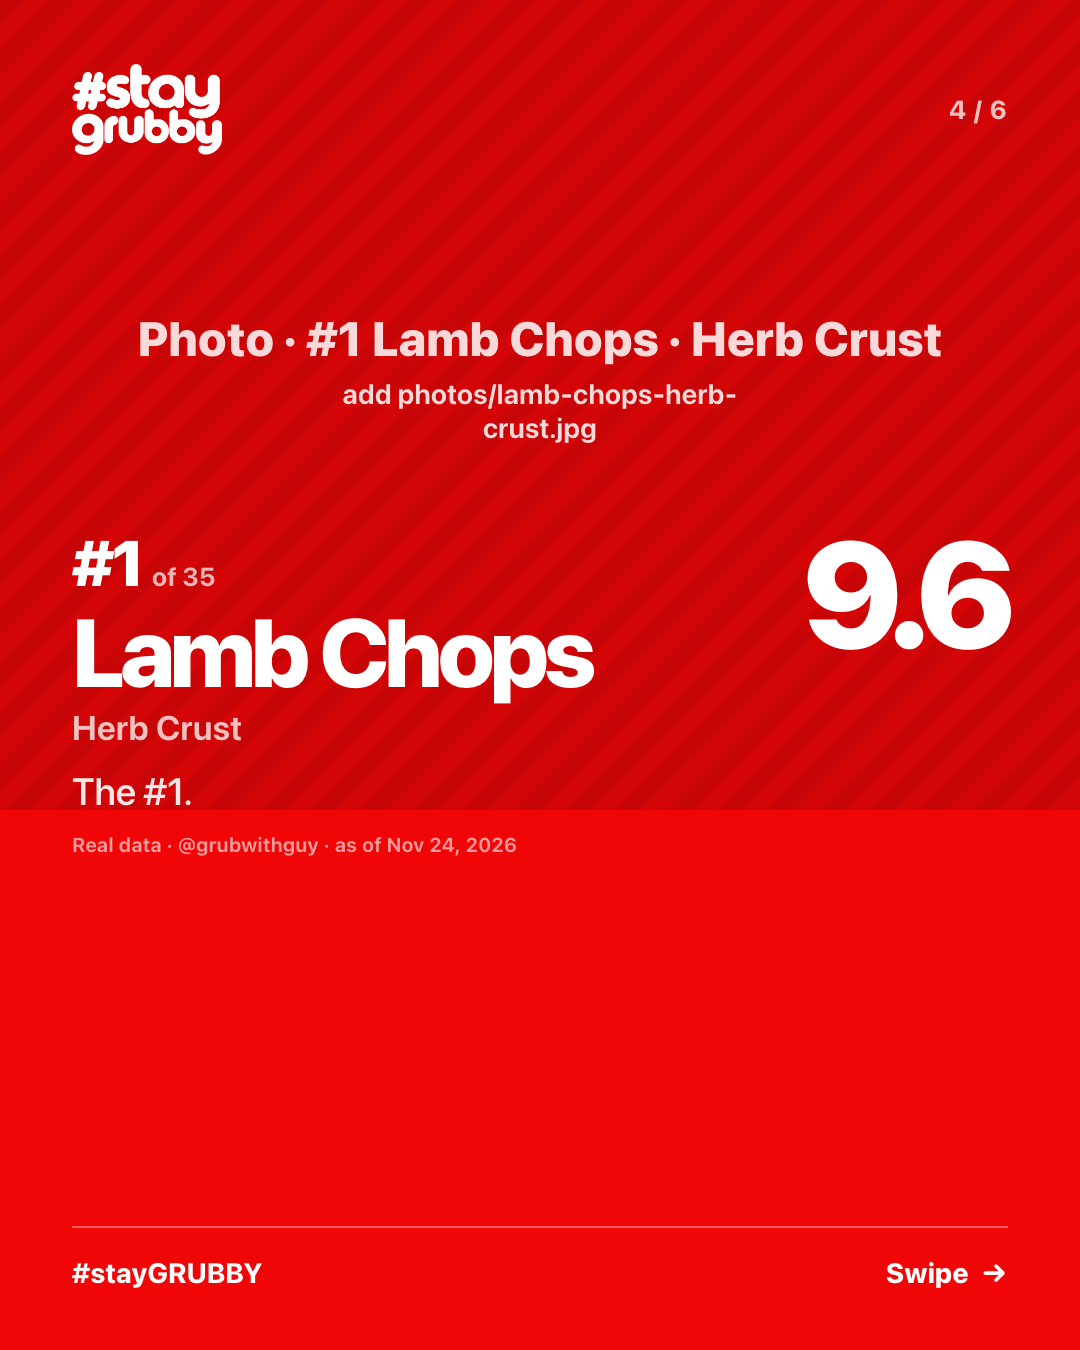 #stay
grubby
4 / 6
Photo · #1 Lamb Chops · Herb Crust
add photos/lamb-chops-herb-
crust.jpg
#1 of 35
9.6
Lamb Chops
Herb Crust
The #1.
Real data · @grubwithguy · as of Nov 24, 2026
#stayGRUBBY
Swipe →